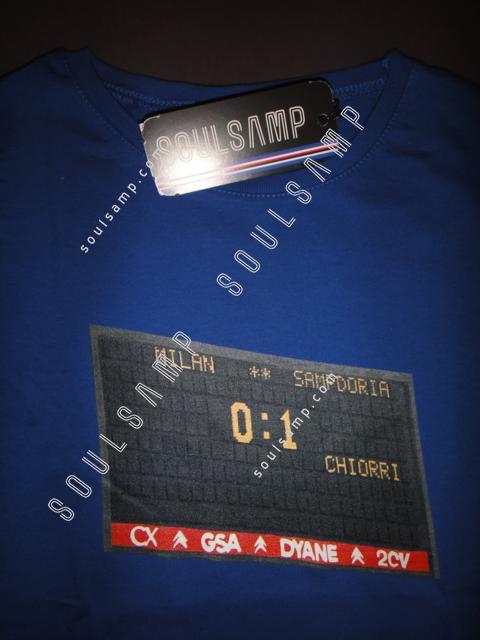 SOULSAMP
soulsamp.com
SOULSAMP
MILAN ** SAMPDORIA
0:1
soulsamp.com
CHIORRI
SOULSAMP
CX GSA DYANE 2CV